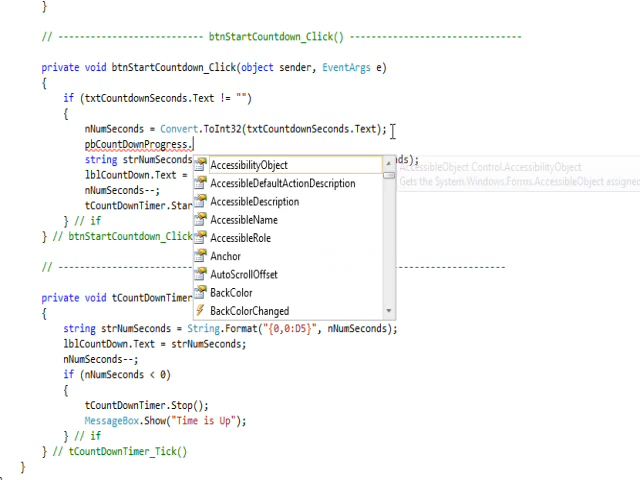 }
// --------------------------- btnStartCountdown_Click() --------------------------------
private void btnStartCountdown_Click(object sender, EventArgs e)
{
if (txtCountdownSeconds.Text != "")
{
nNumSeconds = Convert.ToInt32(txtCountdownSeconds.Text);
pbCountDownProgress.
string strNumSeconds ds);
lblCountDown.Text =
nNumSeconds--;
tCountDownTimer.Star
} // if
} // btnStartCountdown_Click
AccessibilityObject
AccessibleDefaultActionDescription
AccessibleDescription
AccessibleName
AccessibleRole
Anchor
AutoScrollOffset
BackColor
BackColorChanged
AccessibleObject Control.AccessibilityObject
Gets the System.Windows.Forms.AccessibleObject assigned
// ------------------------- --------------------
private void tCountDownTimer
{
string strNumSeconds = String.Format("{0,0:D5}", nNumSeconds);
lblCountDown.Text = strNumSeconds;
nNumSeconds--;
if (nNumSeconds < 0)
{
tCountDownTimer.Stop();
MessageBox.Show("Time is Up");
} // if
} // tCountDownTimer_Tick()
}